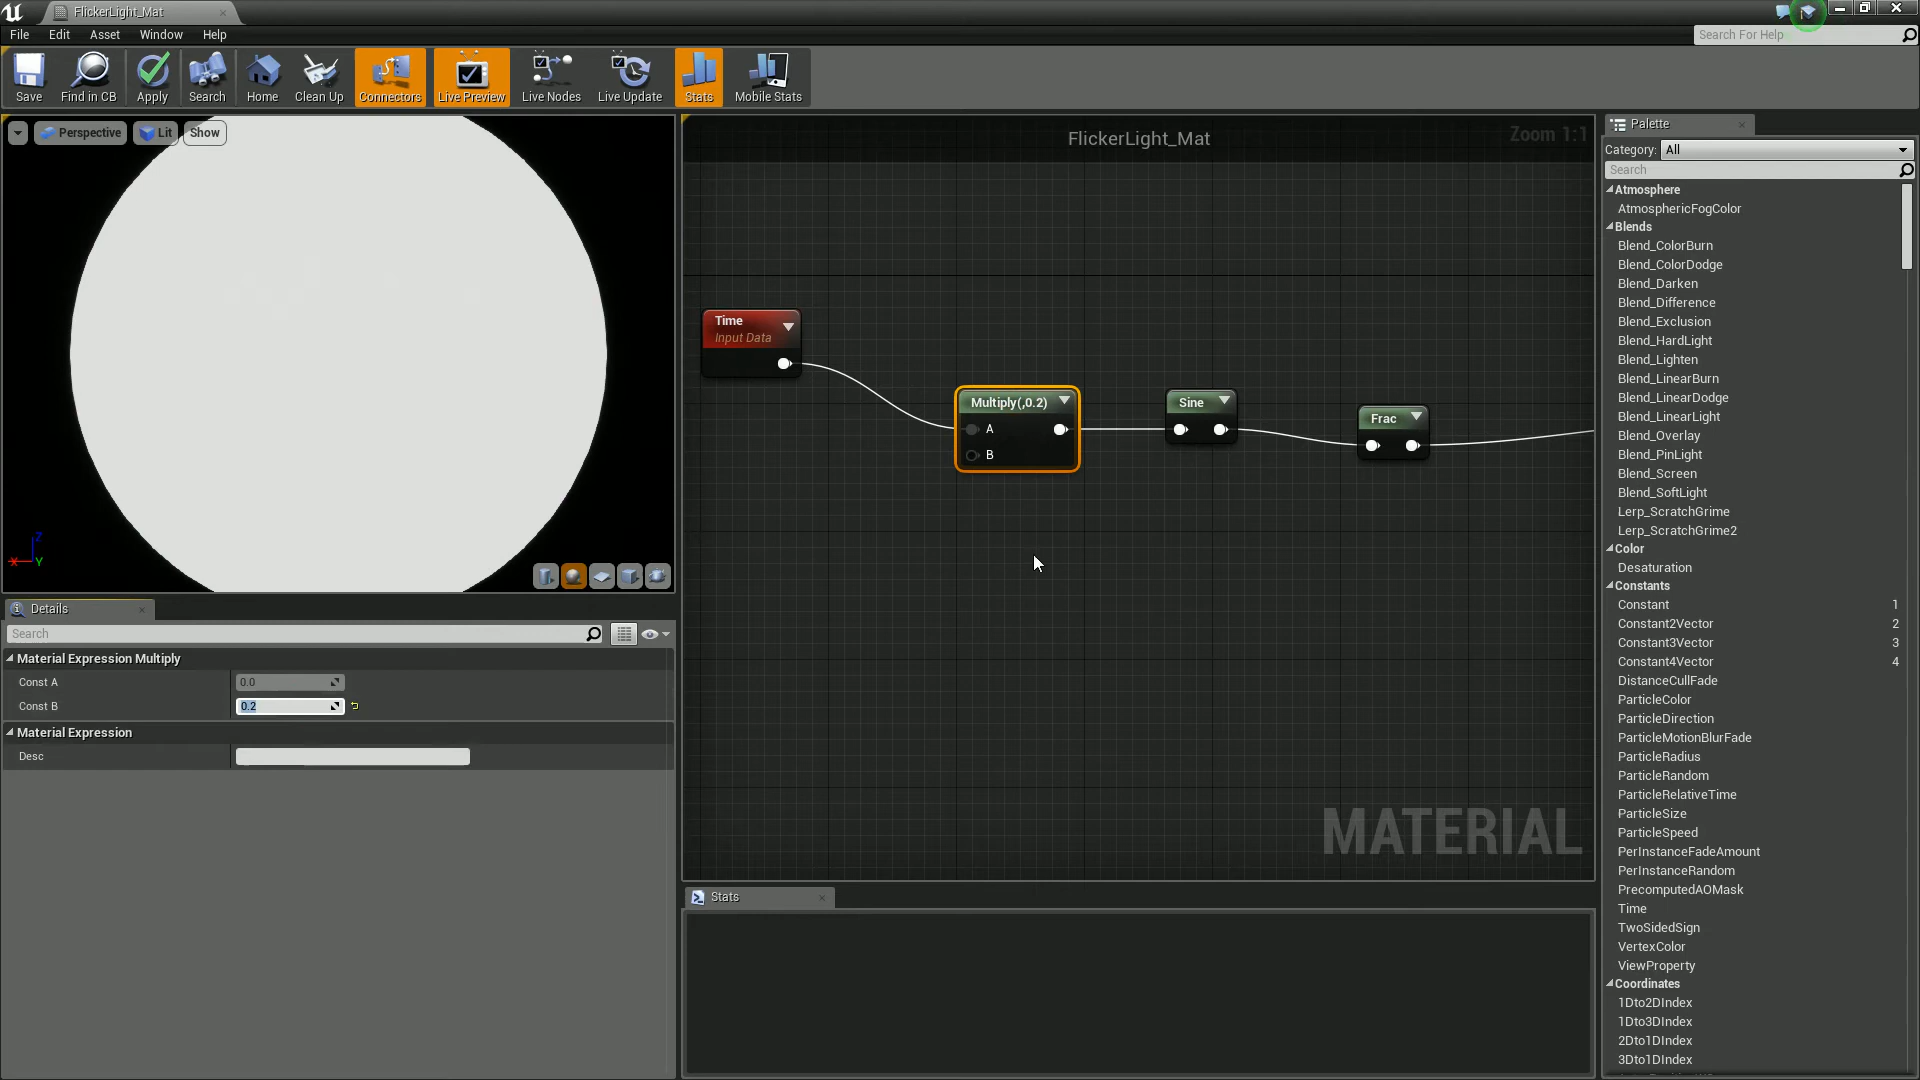 FlickerLight_Mat
File Edit Asset Window Help
Search For Help
Save
Find in CB
Apply
Search
Home
Clean Up
Connectors
Live Preview
Live Nodes
Live Update
Stats
Mobile Stats
Perspective
Lit
Show
Z
X
Y
Details
Search
Material Expression Multiply
Const A 0.0
Const B 0.2
Material Expression
Desc
FlickerLight_Mat
Zoom 1:1
Time
Input Data
Multiply(,0.2)
A
B
Sine
Frac
MATERIAL
Stats
Palette
Category: All
Search
Atmosphere
AtmosphericFogColor
Blends
Blend_ColorBurn
Blend_ColorDodge
Blend_Darken
Blend_Difference
Blend_Exclusion
Blend_HardLight
Blend_Lighten
Blend_LinearBurn
Blend_LinearDodge
Blend_LinearLight
Blend_Overlay
Blend_PinLight
Blend_Screen
Blend_SoftLight
Lerp_ScratchGrime
Lerp_ScratchGrime2
Color
Desaturation
Constants
Constant 1
Constant2Vector 2
Constant3Vector 3
Constant4Vector 4
DistanceCullFade
ParticleColor
ParticleDirection
ParticleMotionBlurFade
ParticleRadius
ParticleRandom
ParticleRelativeTime
ParticleSize
ParticleSpeed
PerInstanceFadeAmount
PerInstanceRandom
PrecomputedAOMask
Time
TwoSidedSign
VertexColor
ViewProperty
Coordinates
1Dto2DIndex
1Dto3DIndex
2Dto1DIndex
3Dto1DIndex